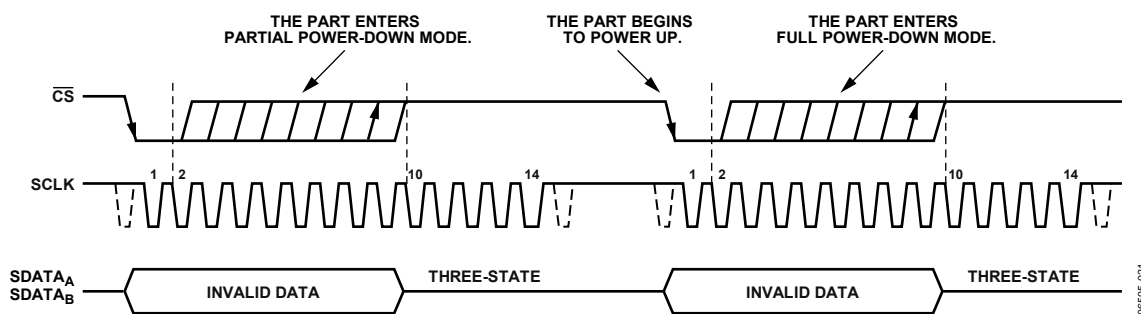 THE PART ENTERS
PARTIAL POWER-DOWN MODE.
THE PART BEGINS
TO POWER UP.
THE PART ENTERS
FULL POWER-DOWN MODE.
CS
SCLK
1 2 10 14 1 2 10 14
SDATAA
SDATAB
INVALID DATA THREE-STATE INVALID DATA THREE-STATE